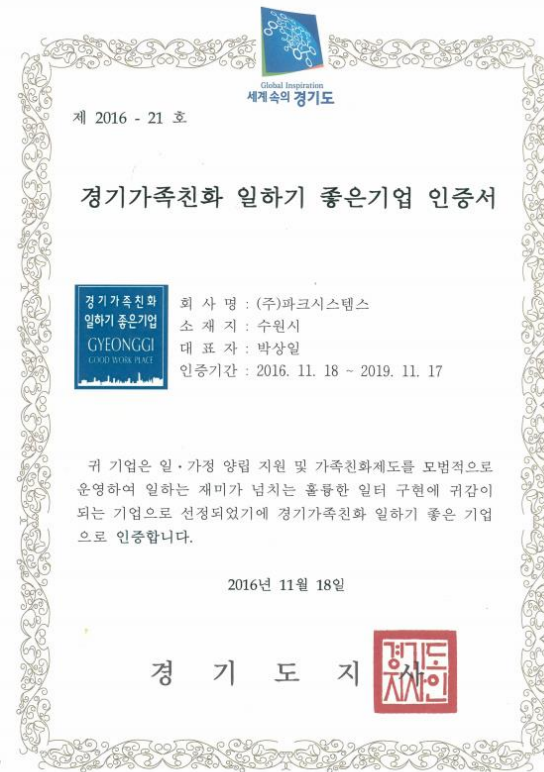 Global Inspiration
세계속의 경기도
제 2016 - 21 호
경기가족친화 일하기 좋은기업 인증서
경기가족친화
일하기 좋은기업
GYEONGGI
GOOD WORK PLACE
회 사 명 : (주)파크시스템스
소 재 지 : 수원시
대 표 자 : 박상일
인증기간 : 2016. 11. 18 ~ 2019. 11. 17
귀 기업은 일·가정 양립 지원 및 가족친화제도를 모범적으로
운영하여 일하는 재미가 넘치는 훌륭한 일터 구현에 귀감이
되는 기업으로 선정되었기에 경기가족친화 일하기 좋은 기업
으로 인증합니다.
2016년 11월 18일
경 기 도 지 사
경기도
지사인